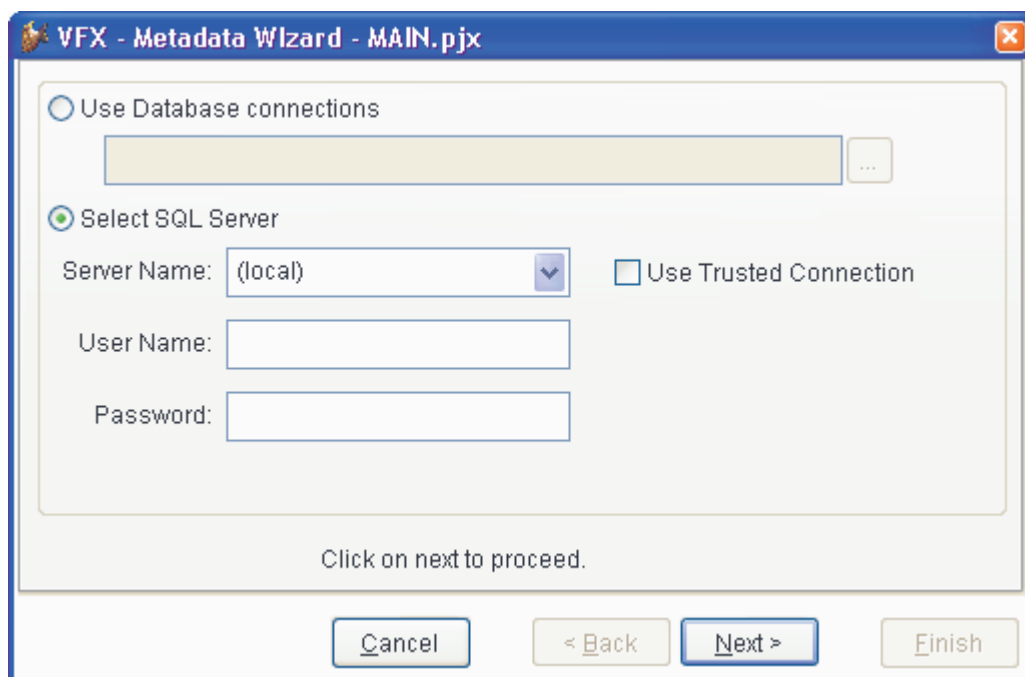 VFX - Metadata WIzard - MAIN.pjx
Use Database connections
...
Select SQL Server
Server Name: (local) Use Trusted Connection
User Name:
Password:
Click on next to proceed.
Cancel < Back Next > Finish